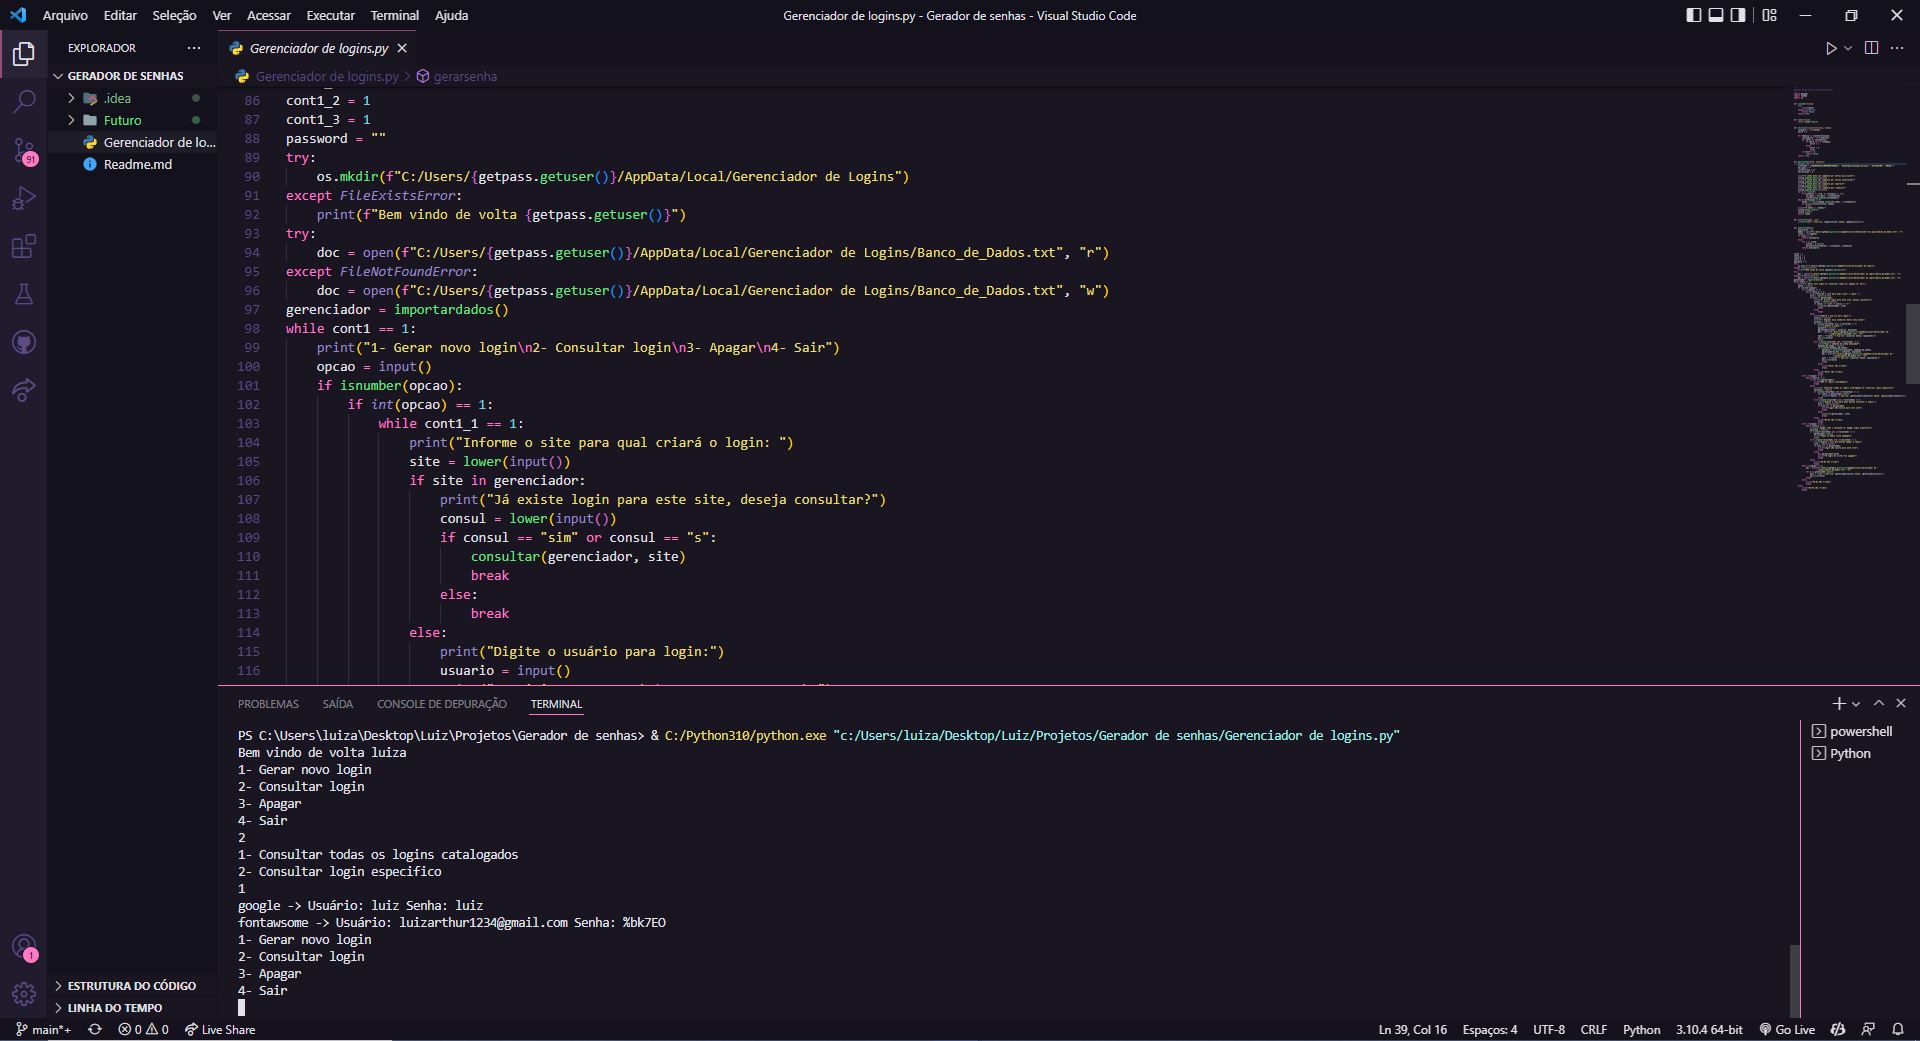 Arquivo Editar Seleção Ver Acessar Executar Terminal Ajuda
Gerenciador de logins.py - Gerador de senhas - Visual Studio Code
EXPLORADOR
GERADOR DE SENHAS
.idea
Futuro
Gerenciador de lo...
Readme.md
91
1
ESTRUTURA DO CÓDIGO
LINHA DO TEMPO
Gerenciador de logins.py
Gerenciador de logins.py > gerarsenha
86 cont1_2 = 1
87 cont1_3 = 1
88 password = ""
89 try:
90 os.mkdir(f"C:/Users/{getpass.getuser()}/AppData/Local/Gerenciador de Logins")
91 except FileExistsError:
92 print(f"Bem vindo de volta {getpass.getuser()}")
93 try:
94 doc = open(f"C:/Users/{getpass.getuser()}/AppData/Local/Gerenciador de Logins/Banco_de_Dados.txt", "r")
95 except FileNotFoundError:
96 doc = open(f"C:/Users/{getpass.getuser()}/AppData/Local/Gerenciador de Logins/Banco_de_Dados.txt", "w")
97 gerenciador = importardados()
98 while cont1 == 1:
99 print("1- Gerar novo login\n2- Consultar login\n3- Apagar\n4- Sair")
100 opcao = input()
101 if isnumber(opcao):
102 if int(opcao) == 1:
103 while cont1_1 == 1:
104 print("Informe o site para qual criará o login: ")
105 site = lower(input())
106 if site in gerenciador:
107 print("Já existe login para este site, deseja consultar?")
108 consul = lower(input())
109 if consul == "sim" or consul == "s":
110 consultar(gerenciador, site)
111 break
112 else:
113 break
114 else:
115 print("Digite o usuário para login:")
116 usuario = input()
PROBLEMAS SAÍDA CONSOLE DE DEPURAÇÃO TERMINAL
PS C:\Users\luiza\Desktop\Luiz\Projetos\Gerador de senhas> & C:/Python310/python.exe "c:/Users/luiza/Desktop/Luiz/Projetos/Gerador de senhas/Gerenciador de logins.py"
Bem vindo de volta luiza
1- Gerar novo login
2- Consultar login
3- Apagar
4- Sair
2
1- Consultar todas os logins catalogados
2- Consultar login especifico
1
google -> Usuário: luiz Senha: luiz
fontawsome -> Usuário: luizarthur1234@gmail.com Senha: %bk7EO
1- Gerar novo login
2- Consultar login
3- Apagar
4- Sair
powershell
Python
main*+ 0 0 Live Share
Ln 39, Col 16 Espaços: 4 UTF-8 CRLF Python 3.10.4 64-bit Go Live